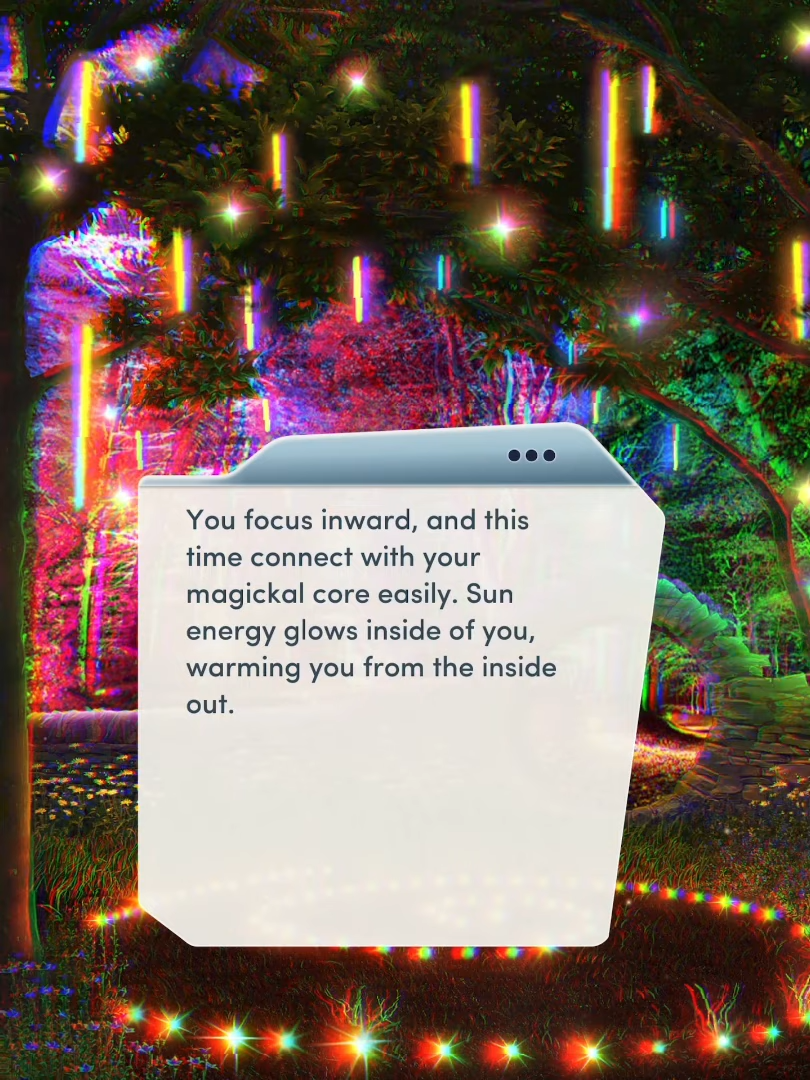 You focus inward, and this
time connect with your
magickal core easily. Sun
energy glows inside of you,
warming you from the inside
out.